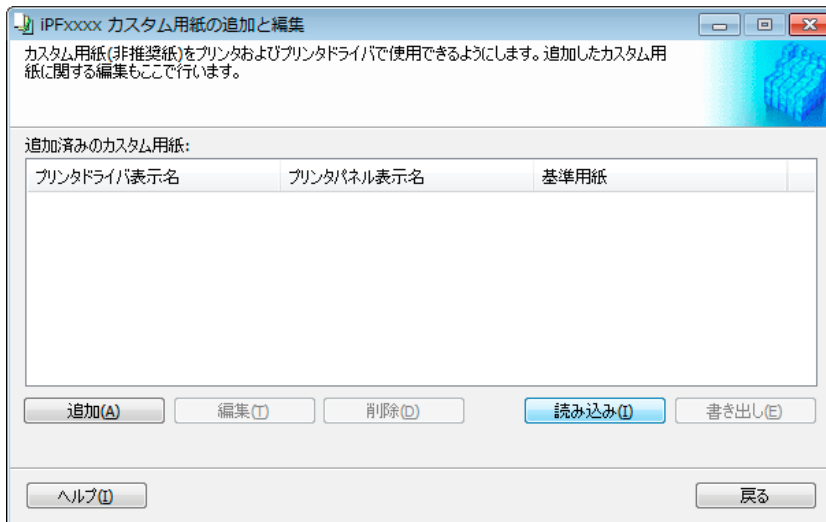 iPFxxxx カスタム用紙の追加と編集
カスタム用紙(非推奨紙)をプリンタおよびプリンタドライバで使用できるようにします。追加したカスタム用
紙に関する編集もここで行います。
追加済みのカスタム用紙:
プリンタドライバ表示名 プリンタパネル表示名 基準用紙
追加(A) 編集(T) 削除(D) 読み込み(I) 書き出し(E)
ヘルプ(I) 戻る